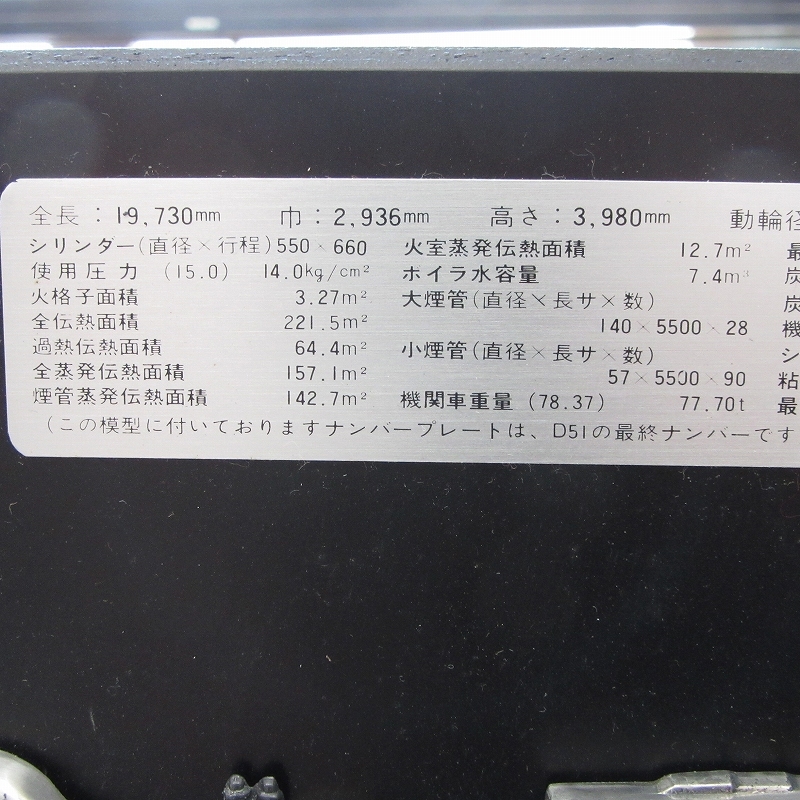 全長：19,730mm 巾：2,936mm 高さ：3,980mm 動輪径
シリンダー(直径×行程)550×660 火室蒸発伝熱面積 12.7m² 最
使用圧力 (15.0) 14.0kg/cm² ボイラ水容量 7.4m³ 炭
火格子面積 3.27m² 大煙管(直径×長サ×数) 炭
全伝熱面積 221.5m² 140×5500×28 機
過熱伝熱面積 64.4m² 小煙管(直径×長サ×数) シ
全蒸発伝熱面積 157.1m² 57×5500×90 粘
煙管蒸発伝熱面積 142.7m² 機関車重量 (78.37) 77.70t 最
(この模型に付いておりますナンバープレートは、D51の最終ナンバーです